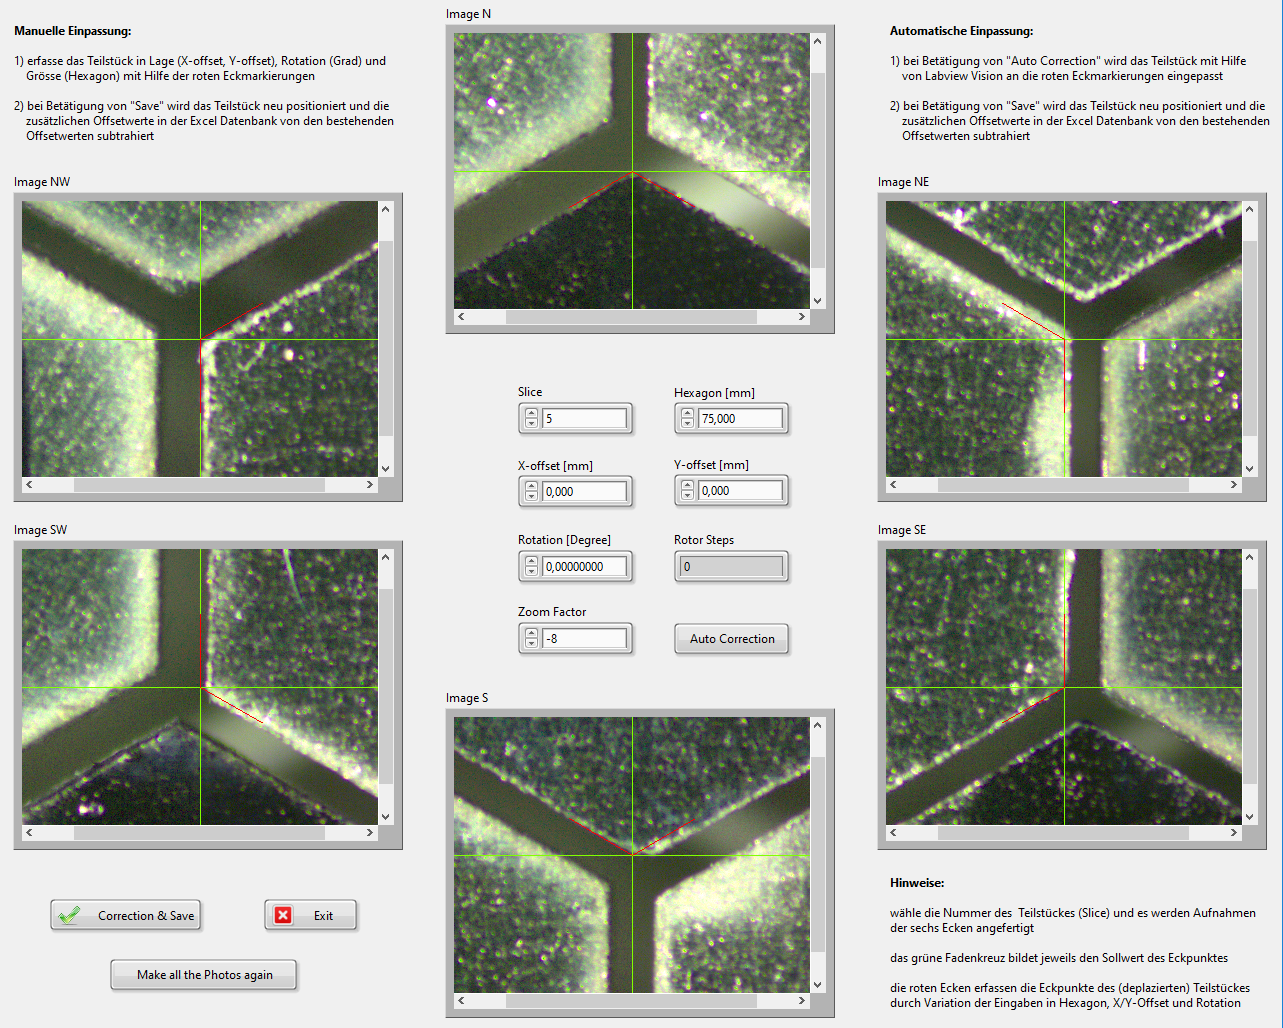 Manuelle Einpassung:
1) erfasse das Teilstück in Lage (X-offset, Y-offset), Rotation (Grad) und
Grösse (Hexagon) mit Hilfe der roten Eckmarkierungen
2) bei Betätigung von "Save" wird das Teilstück neu positioniert und die
zusätzlichen Offsetwerte in der Excel Datenbank von den bestehenden
Offsetwerten subtrahiert
Image N
Automatische Einpassung:
1) bei Betätigung von "Auto Correction" wird das Teilstück mit Hilfe
von Labview Vision an die roten Eckmarkierungen eingepasst
2) bei Betätigung von "Save" wird das Teilstück neu positioniert und die
zusätzlichen Offsetwerte in der Excel Datenbank von den bestehenden
Offsetwerten subtrahiert
Image NW
Image NE
Slice
Hexagon [mm]
5
75,000
X-offset [mm]
Y-offset [mm]
0,000
0,000
Rotation [Degree]
Rotor Steps
0,00000000
0
Zoom Factor
-8
Auto Correction
Image SW
Image SE
Image S
Correction & Save
Exit
Make all the Photos again
Hinweise:
wähle die Nummer des Teilstückes (Slice) und es werden Aufnahmen
der sechs Ecken angefertigt
das grüne Fadenkreuz bildet jeweils den Sollwert des Eckpunktes
die roten Ecken erfassen die Eckpunkte des (deplazierten) Teilstückes
durch Variation der Eingaben in Hexagon, X/Y-Offset und Rotation